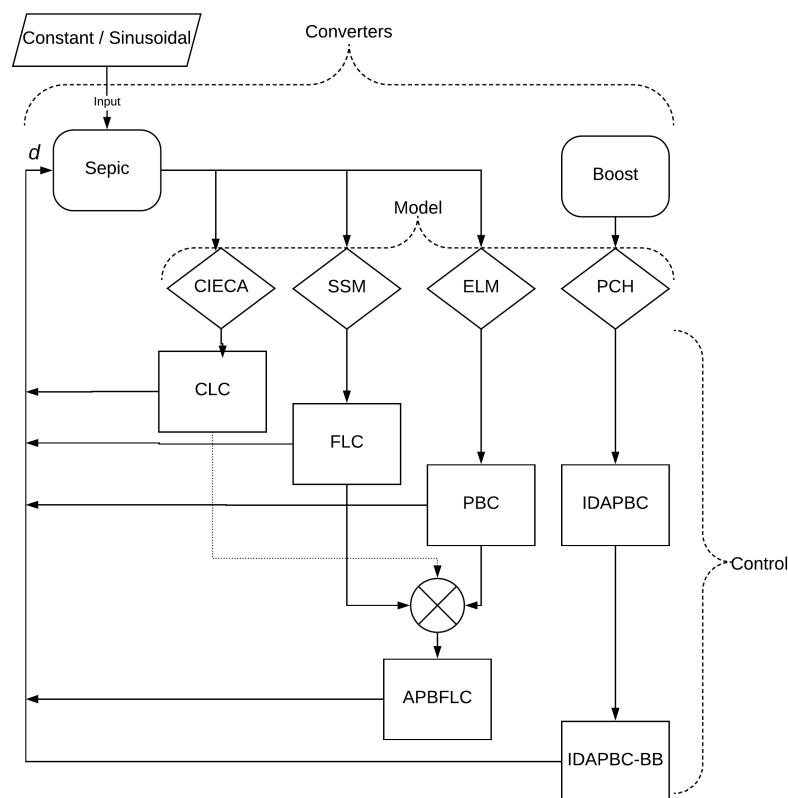 Constant / Sinusoidal
Converters
Input
d
Sepic
Boost
Model
CIECA
SSM
ELM
PCH
CLC
FLC
PBC
IDAPBC
Control
APBFLC
IDAPBC-BB